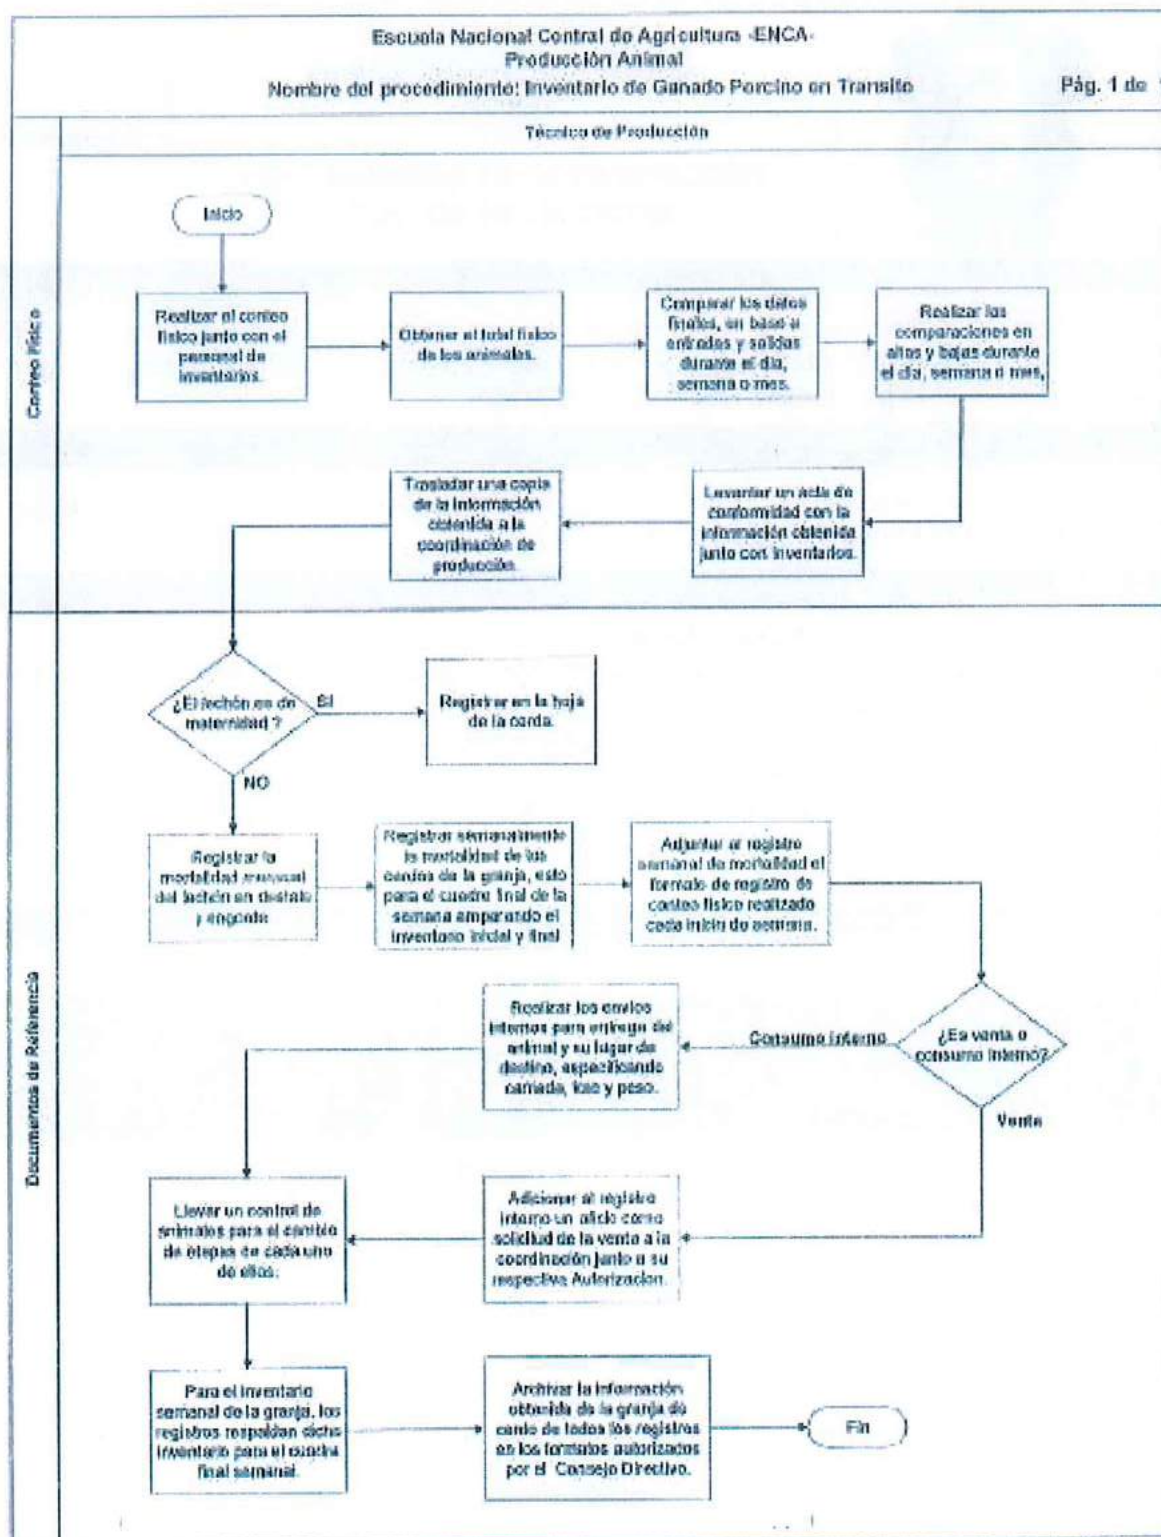 Escuela Nacional Central de Agricultura -ENCA-
Producción Animal
Nombre del procedimiento: Inventario de Ganado Porcino en Transito
Pág. 1 de 1
Técnico de Producción
Conteo Físico
Inicio
Realizar el conteo
físico junto con el
personal de
inventarios.
Obtener el total físico
de los animales.
Comparar los datos
finales, en base a
entradas y salidas
durante el día,
semana o mes.
Realizar las
comparaciones en
altas y bajas durante
el día, semana o mes,
Levantar un acta de
conformidad con la
información obtenida
junto con inventarios.
Trasladar una copia
de la información
obtenida a la
coordinación de
producción.
Documentos de Referencia
¿El lechón es de
maternidad ?
SI
Registrar en la hoja
de la cerda.
NO
Registrar la
mortalidad mensual
del lechón en destete
y engorde
Registrar semanalmente
la mortalidad de los
cerdos de la granja, esto
para el cuadre final de la
semana amparando el
inventario inicial y final
Adjuntar al registro
semanal de mortalidad el
formato de registro de
conteo físico realizado
cada inicio de semana.
¿Es venta o
consumo interno?
Consumo interno
Realizar los envíos
internos para entrega del
animal y su lugar de
destino, especificando
camada, lote y peso.
Venta
Adicionar al registro
interno un oficio como
solicitud de la venta a la
coordinación junto a su
respectiva Autorizacion.
Llevar un control de
animales para el cambio
de etapas de cada uno
de ellos.
Para el inventario
semanal de la granja, los
registros respaldan dicho
inventario para el cuadre
final semanal.
Archivar la información
obtenida de la granja de
cerdo de todos los registros
en los formatos autorizados
por el Consejo Directivo.
Fin